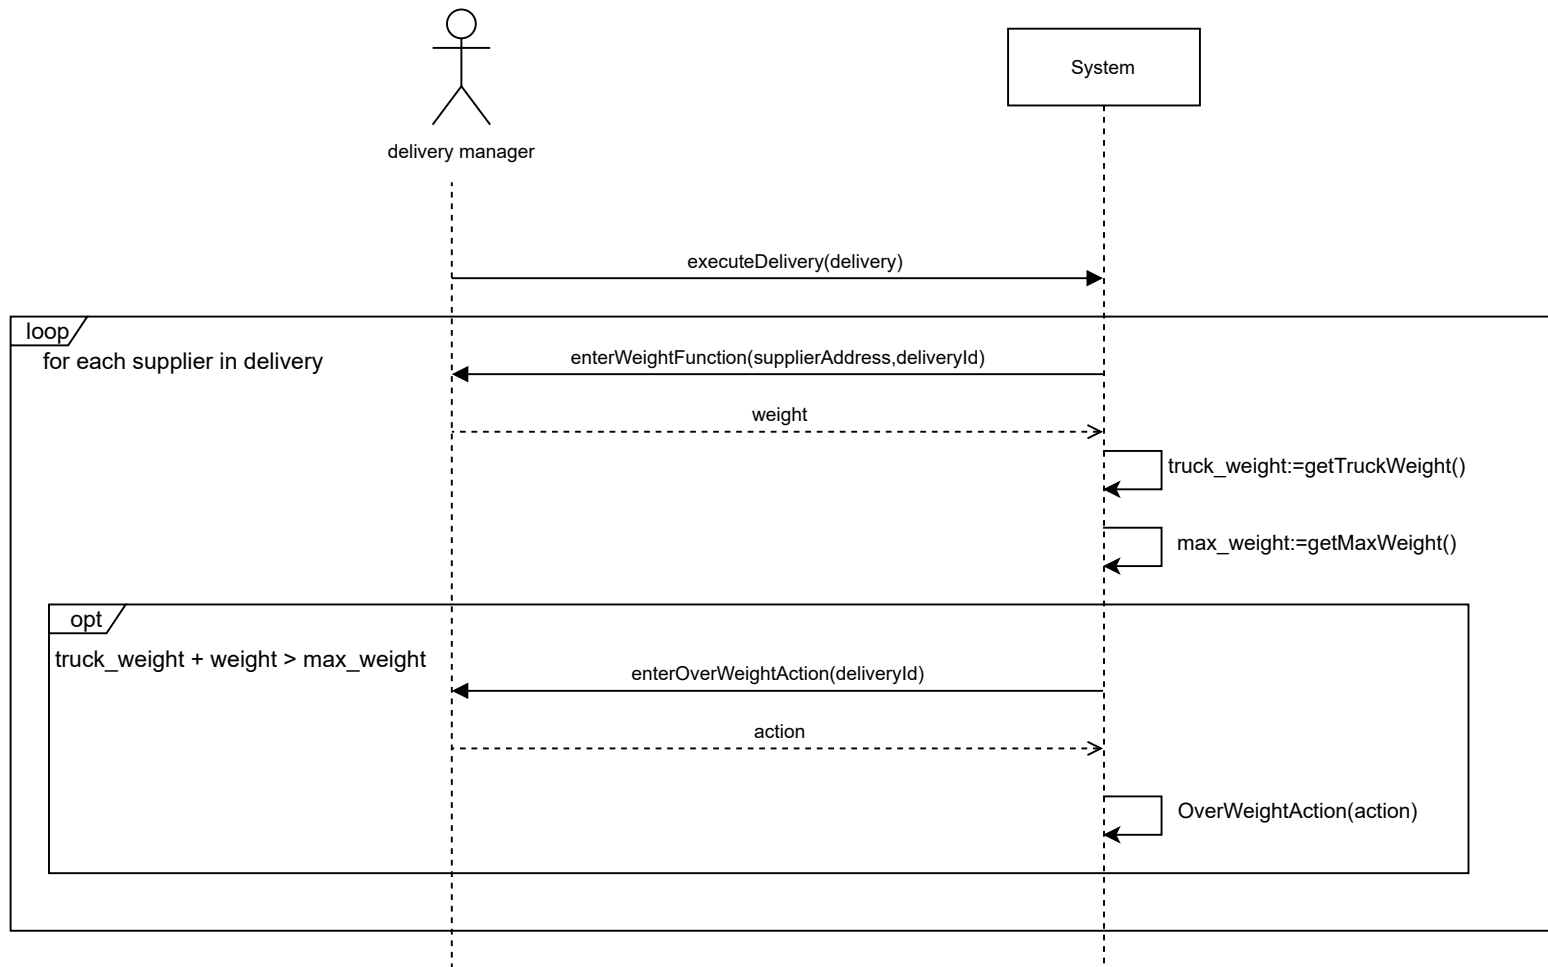 delivery manager
System
executeDelivery(delivery)
loop
for each supplier in delivery
enterWeightFunction(supplierAddress,deliveryId)
weight
truck_weight:=getTruckWeight()
max_weight:=getMaxWeight()
opt
truck_weight + weight > max_weight
enterOverWeightAction(deliveryId)
action
OverWeightAction(action)